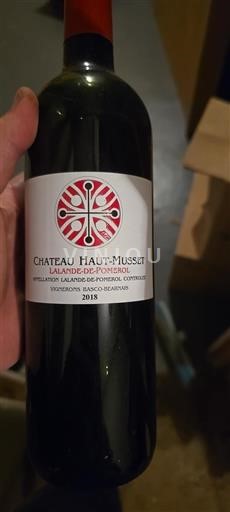 CHATEAU HAUT-MUSSET
LALANDE-DE-POMEROL
APPELLATION LALANDE-DE-POMEROL CONTROLÉE
VIGNERONS BASCO-BEARNAIS
2018